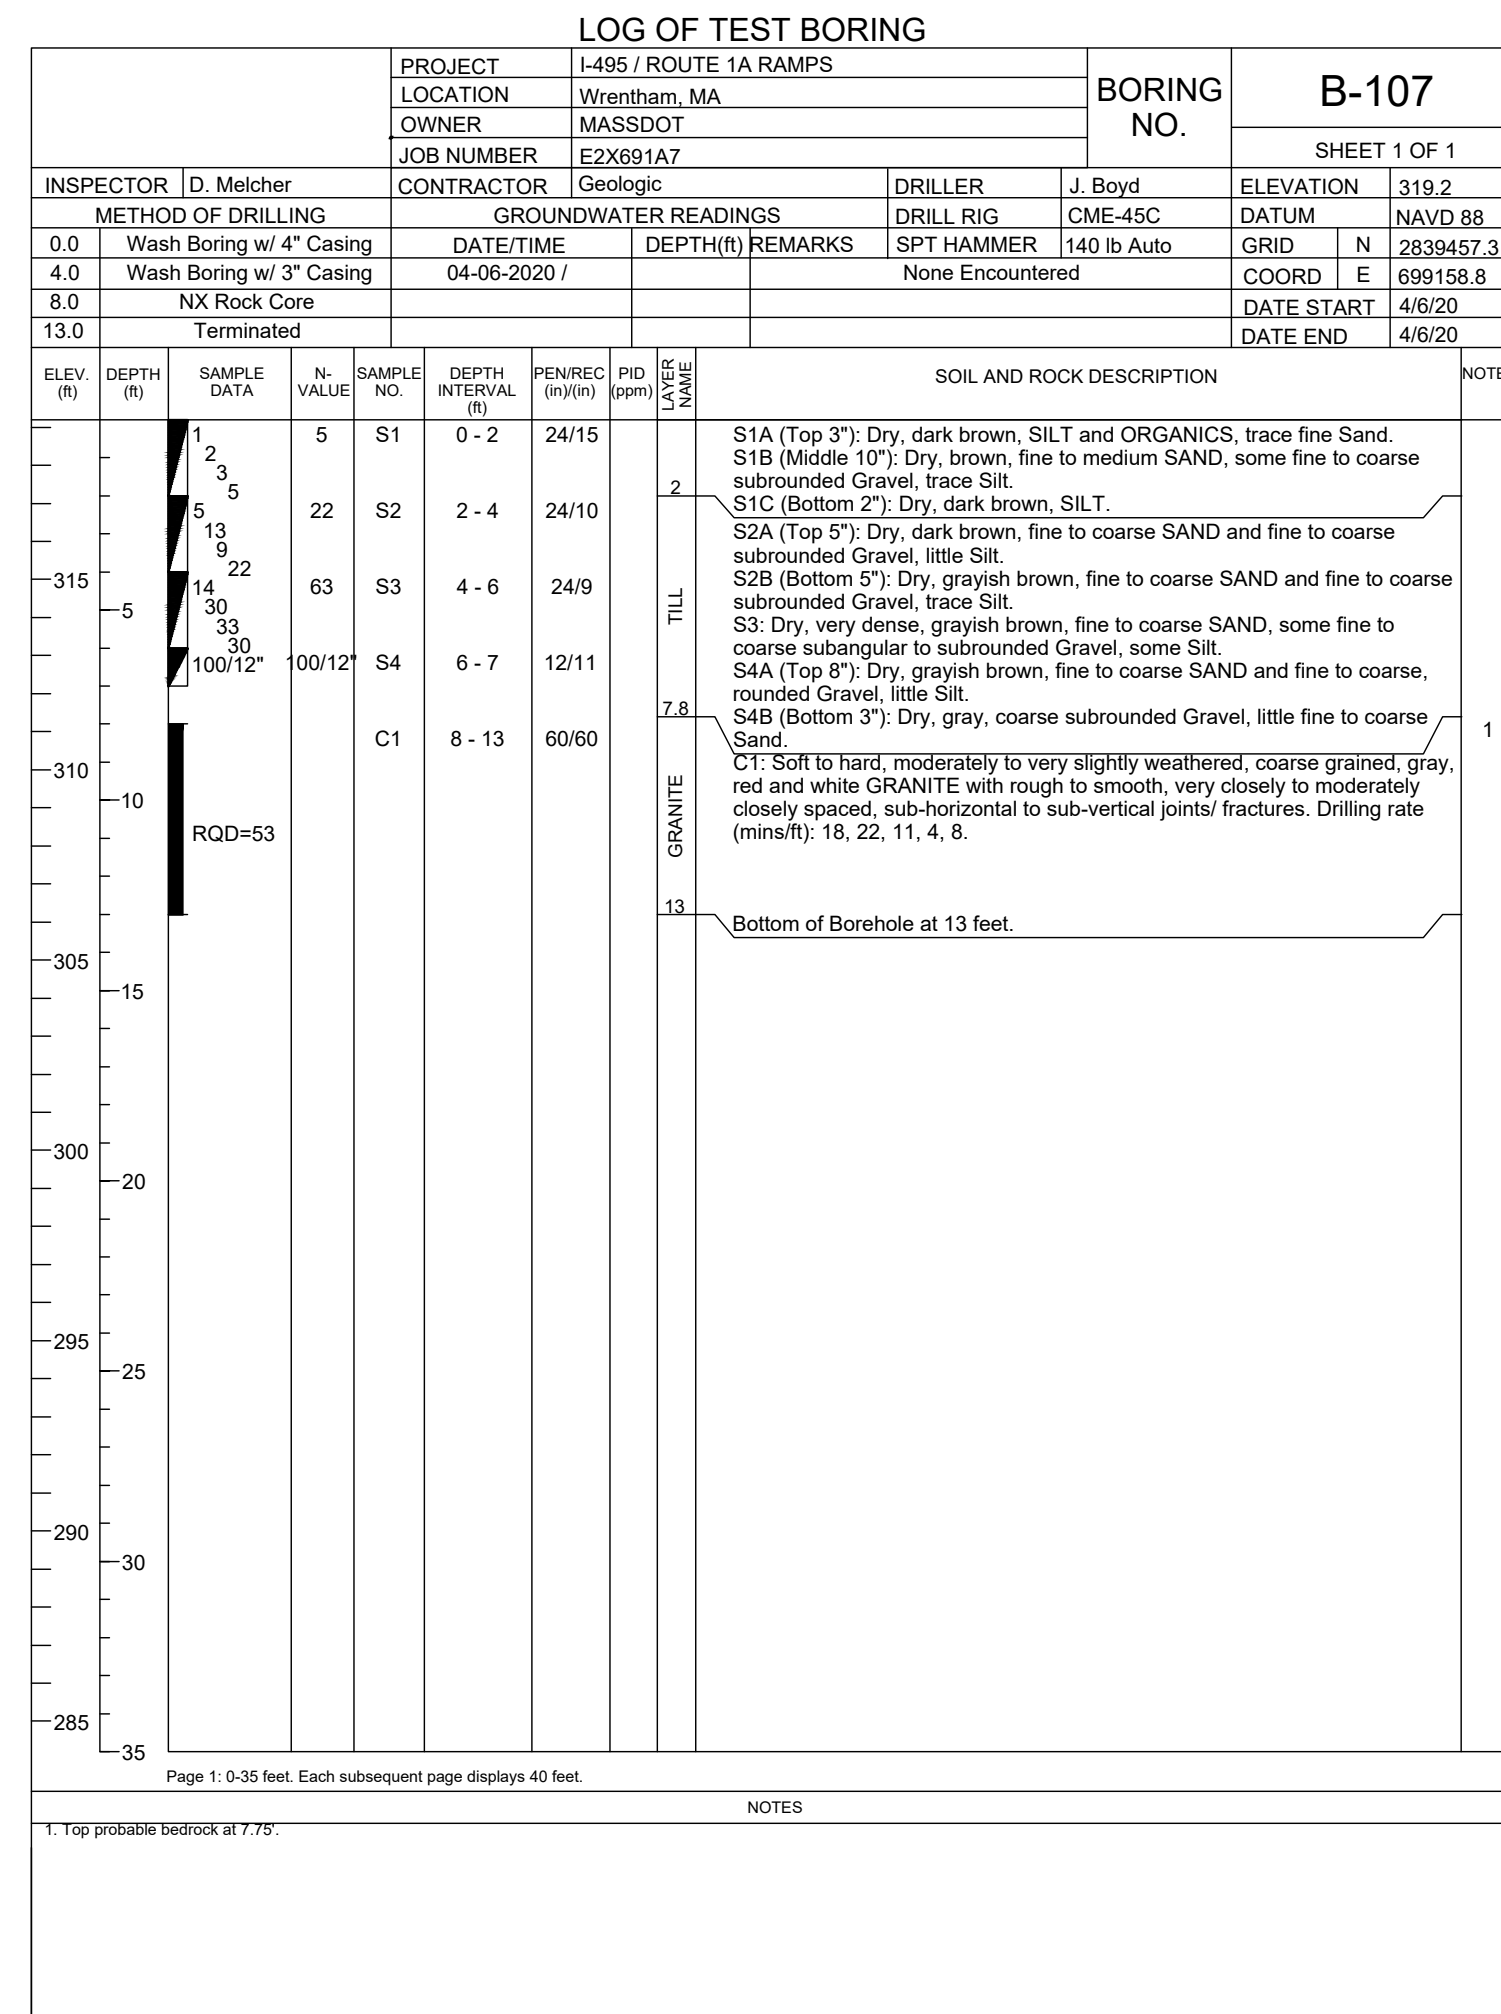 LOG OF TEST BORING
PROJECT I-495 / ROUTE 1A RAMPS
LOCATION Wrentham, MA
OWNER MASSDOT
JOB NUMBER E2X691A7
BORING NO. B-107
SHEET 1 OF 1
INSPECTOR D. Melcher CONTRACTOR Geologic DRILLER J. Boyd ELEVATION 319.2
METHOD OF DRILLING GROUNDWATER READINGS DRILL RIG CME-45C DATUM NAVD 88
0.0 Wash Boring w/ 4" Casing DATE/TIME DEPTH(ft) REMARKS SPT HAMMER 140 lb Auto GRID N 2839457.3
4.0 Wash Boring w/ 3" Casing 04-06-2020 / None Encountered COORD E 699158.8
8.0 NX Rock Core DATE START 4/6/20
13.0 Terminated DATE END 4/6/20
ELEV. (ft) DEPTH (ft) SAMPLE DATA N-VALUE SAMPLE NO. DEPTH INTERVAL (ft) PEN/REC (in)/(in) PID (ppm) LAYER NAME SOIL AND ROCK DESCRIPTION NOTE
1 5 S1 0 - 2 24/15
2
3
5
5 22 S2 2 - 4 24/10
13
9
22
14 63 S3 4 - 6 24/9
30
33
30
100/12" 100/12" S4 6 - 7 12/11
C1 8 - 13 60/60
RQD=53
315
310
305
300
295
290
285
5
10
15
20
25
30
35
2
TILL
7.8
GRANITE
13
S1A (Top 3"): Dry, dark brown, SILT and ORGANICS, trace fine Sand.
S1B (Middle 10"): Dry, brown, fine to medium SAND, some fine to coarse
subrounded Gravel, trace Silt.
S1C (Bottom 2"): Dry, dark brown, SILT.
S2A (Top 5"): Dry, dark brown, fine to coarse SAND and fine to coarse
subrounded Gravel, little Silt.
S2B (Bottom 5"): Dry, grayish brown, fine to coarse SAND and fine to coarse
subrounded Gravel, trace Silt.
S3: Dry, very dense, grayish brown, fine to coarse SAND, some fine to
coarse subangular to subrounded Gravel, some Silt.
S4A (Top 8"): Dry, grayish brown, fine to coarse SAND and fine to coarse,
rounded Gravel, little Silt.
S4B (Bottom 3"): Dry, gray, coarse subrounded Gravel, little fine to coarse
Sand.
1
C1: Soft to hard, moderately to very slightly weathered, coarse grained, gray,
red and white GRANITE with rough to smooth, very closely to moderately
closely spaced, sub-horizontal to sub-vertical joints/ fractures. Drilling rate
(mins/ft): 18, 22, 11, 4, 8.
Bottom of Borehole at 13 feet.
Page 1: 0-35 feet. Each subsequent page displays 40 feet.
NOTES
1. Top probable bedrock at 7.75'.